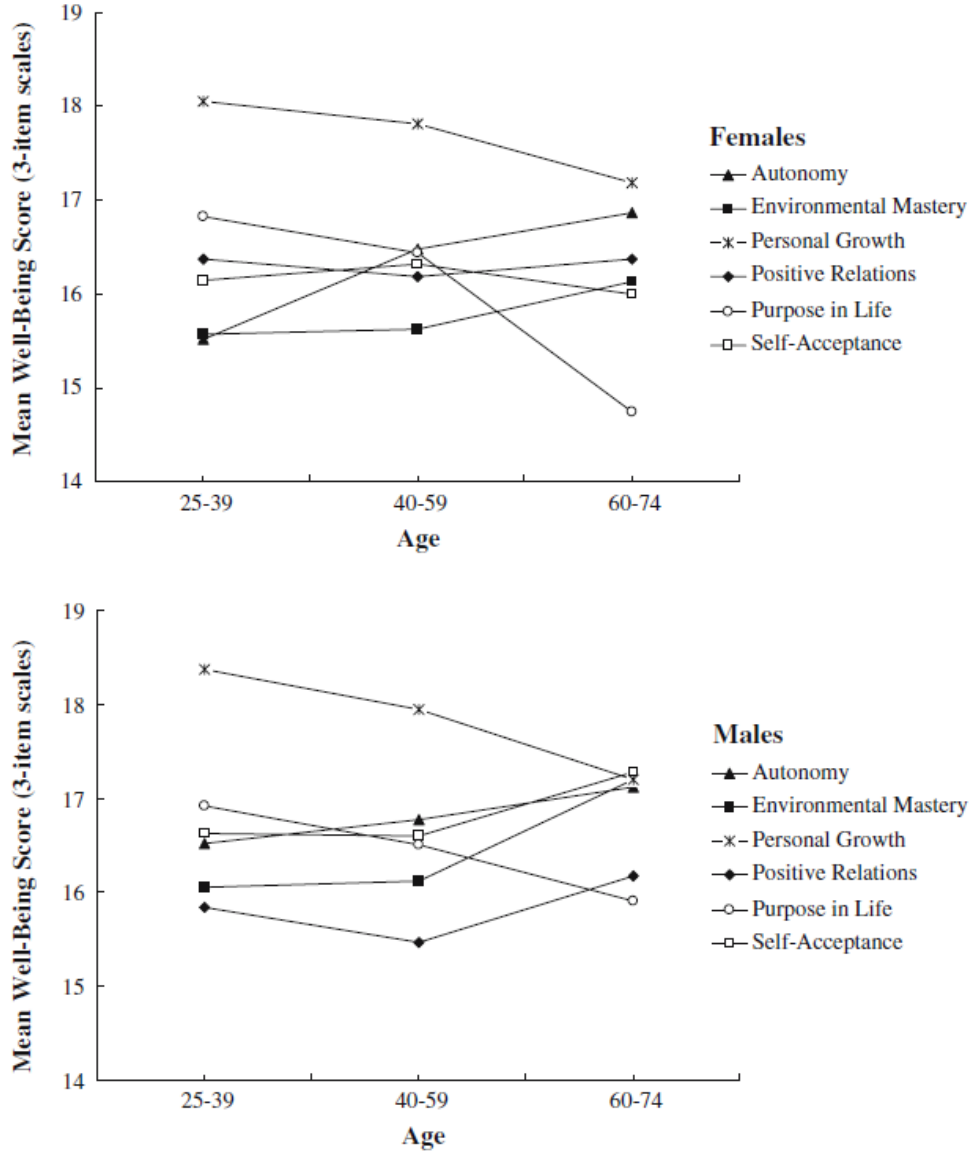 Mean Well-Being Score (3-item scales)
19
18
17
16
15
14
25-39
40-59
60-74
Age
Females
Autonomy
Environmental Mastery
Personal Growth
Positive Relations
Purpose in Life
Self-Acceptance
Mean Well-Being Score (3-item scales)
19
18
17
16
15
14
25-39
40-59
60-74
Age
Males
Autonomy
Environmental Mastery
Personal Growth
Positive Relations
Purpose in Life
Self-Acceptance